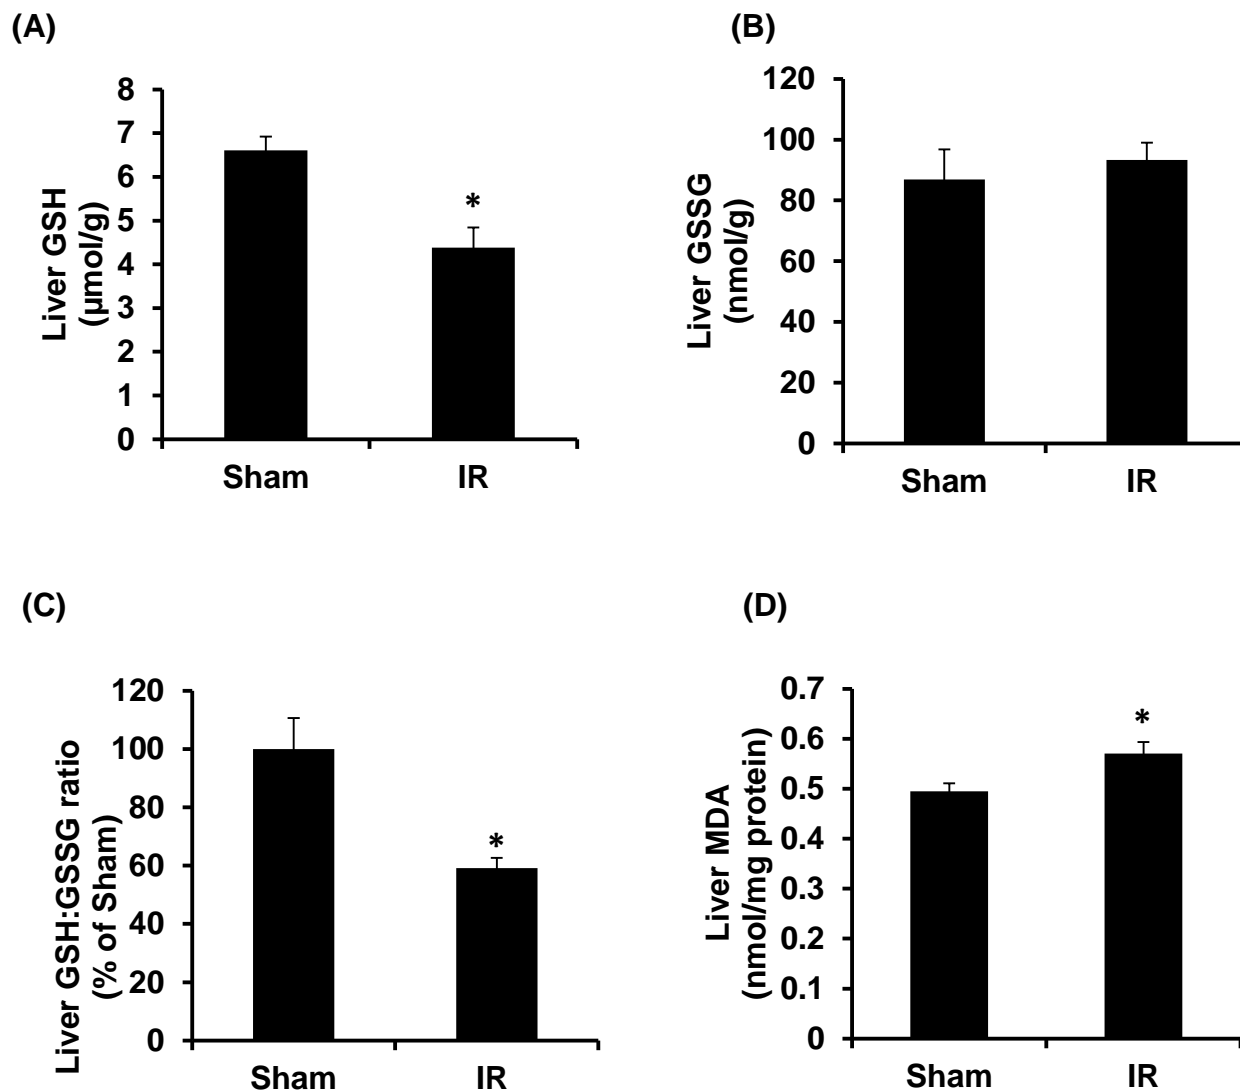 (A)
Liver GSH
(µmol/g)
8
7
6
5
4
3
2
1
0
*
Sham IR
(B)
Liver GSSG
(nmol/g)
120
100
80
60
40
20
0
Sham IR
(C)
Liver GSH:GSSG ratio
(% of Sham)
120
100
80
60
40
20
0
*
Sham IR
(D)
Liver MDA
(nmol/mg protein)
0.7
0.6
0.5
0.4
0.3
0.2
0.1
0
*
Sham IR